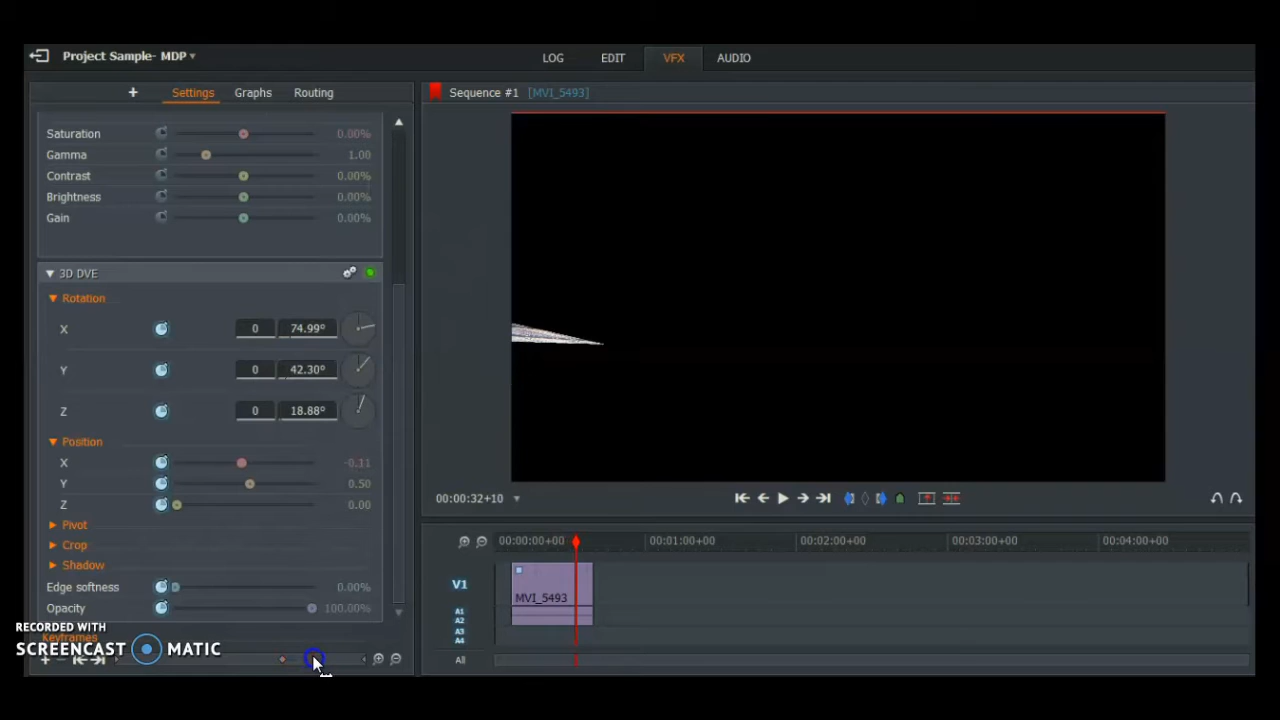 Project Sample- MDP
LOG EDIT VFX AUDIO
+ Settings Graphs Routing
Sequence #1 [MVI_5493]
Saturation 0.00%
Gamma 1.00
Contrast 0.00%
Brightness 0.00%
Gain 0.00%
3D DVE
Rotation
X 0 74.99°
Y 0 42.30°
Z 0 18.88°
Position
X -0.11
Y 0.50
Z 0.00
Pivot
Crop
Shadow
Edge softness 0.00%
Opacity 100.00%
Keyframes
RECORDED WITH
SCREENCAST MATIC
00:00:32+10
00:00:00+00 00:01:00+00 00:02:00+00 00:03:00+00 00:04:00+00
V1
MVI_5493
A1
A2
A3
A4
All